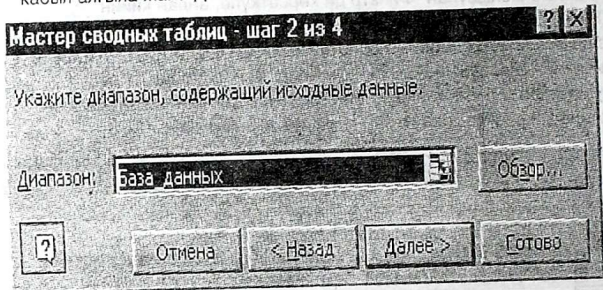 Мастер сводных таблиц - шаг 2 из 4
? X
Укажите диапазон, содержащий исходные данные.
Диапазон: База данных Обзор...
? Отмена < Назад Далее > Готово